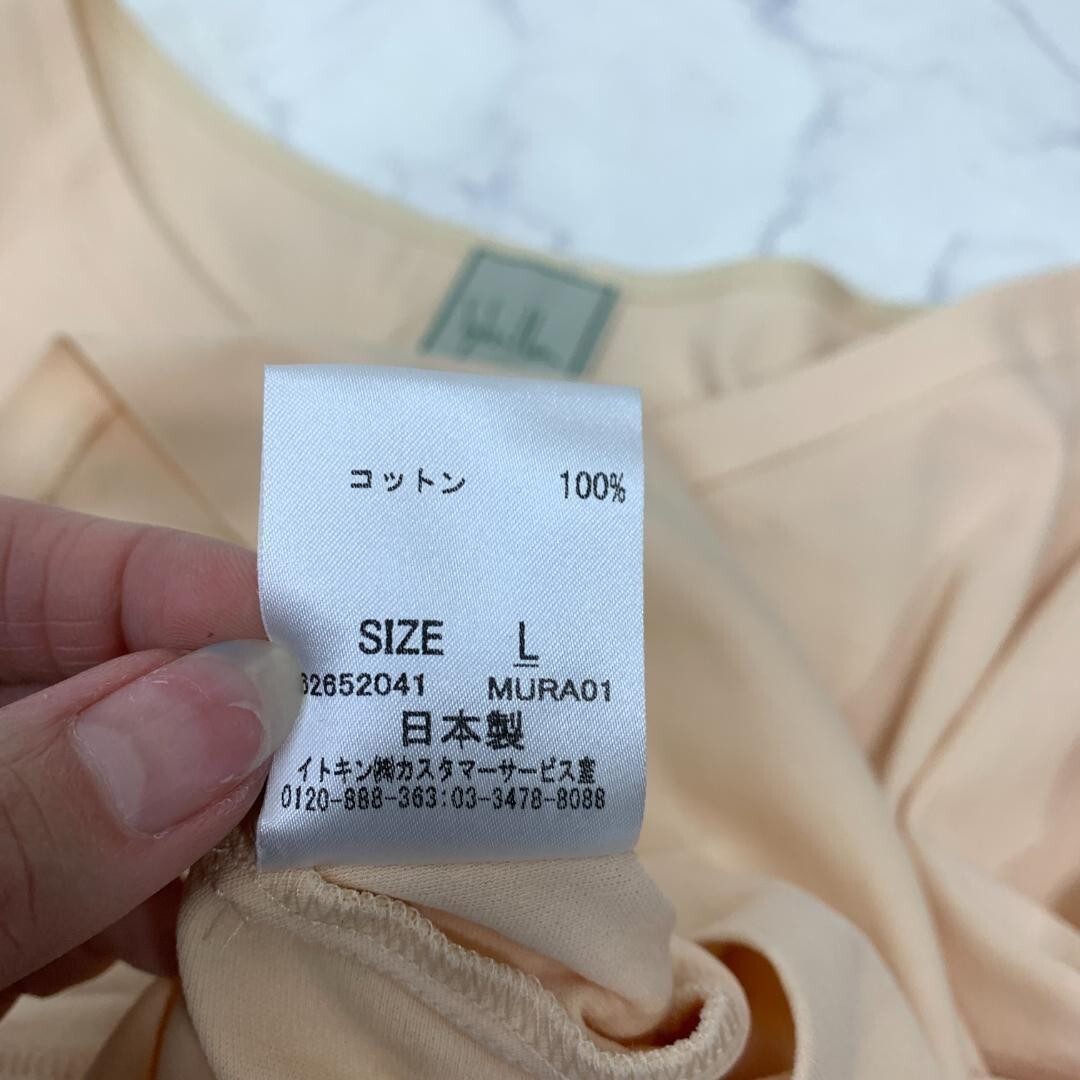 コットン 100%
SIZE L
62652041 MURA01
日本製
イトキン㈱カスタマーサービス室
0120-888-363:03-3478-8088